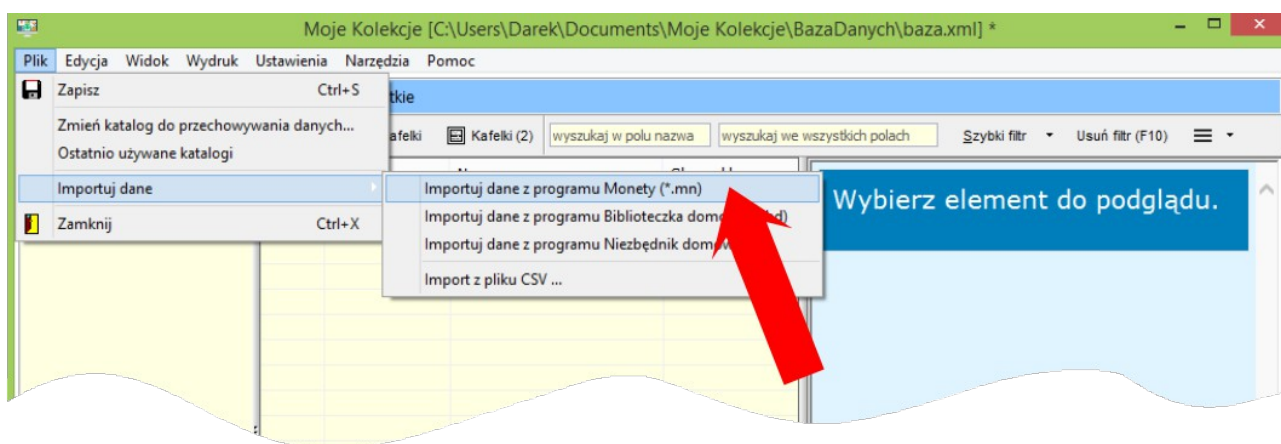 Moje Kolekcje [C:\Users\Darek\Documents\Moje Kolekcje\BazaDanych\baza.xml] *
Plik Edycja Widok Wydruk Ustawienia Narzędzia Pomoc
Zapisz Ctrl+S
tkie
Zmień katalog do przechowywania danych...
afelki Kafelki (2) wyszukaj w polu nazwa wyszukaj we wszystkich polach Szybki filtr Usuń filtr (F10)
Ostatnio używane katalogi
Importuj dane
Importuj dane z programu Monety (*.mn)
Wybierz element do podglądu.
Importuj dane z programu Biblioteczka dom d)
Zamknij Ctrl+X
Importuj dane z programu Niezbędnik domow
Import z pliku CSV ...